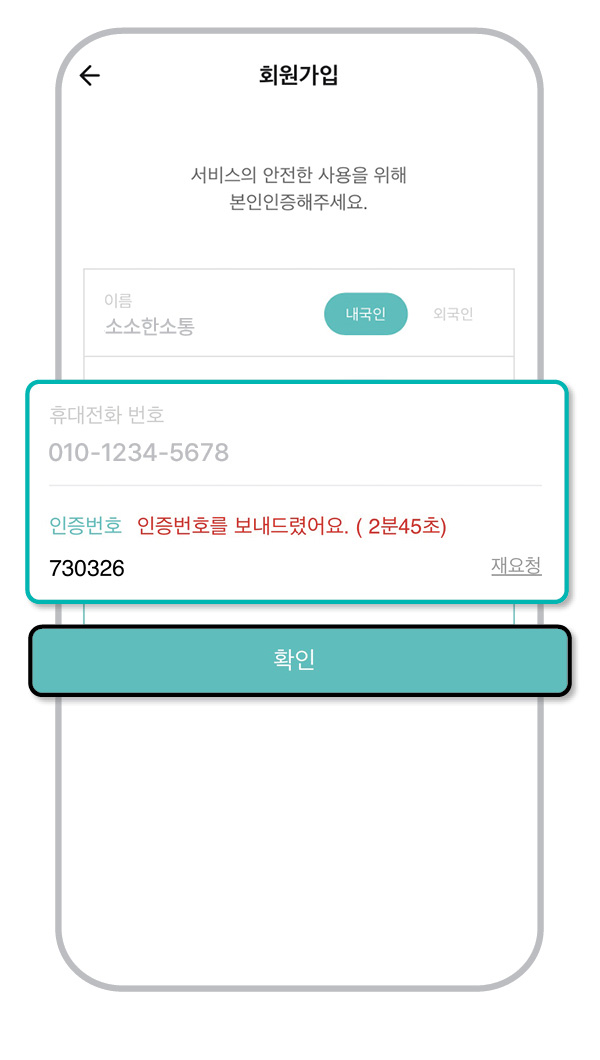 회원가입
서비스의 안전한 사용을 위해
본인인증해주세요.
이름
소소한소통
내국인
외국인
휴대전화 번호
010-1234-5678
인증번호 인증번호를 보내드렸어요. ( 2분45초)
730326
재요청
확인